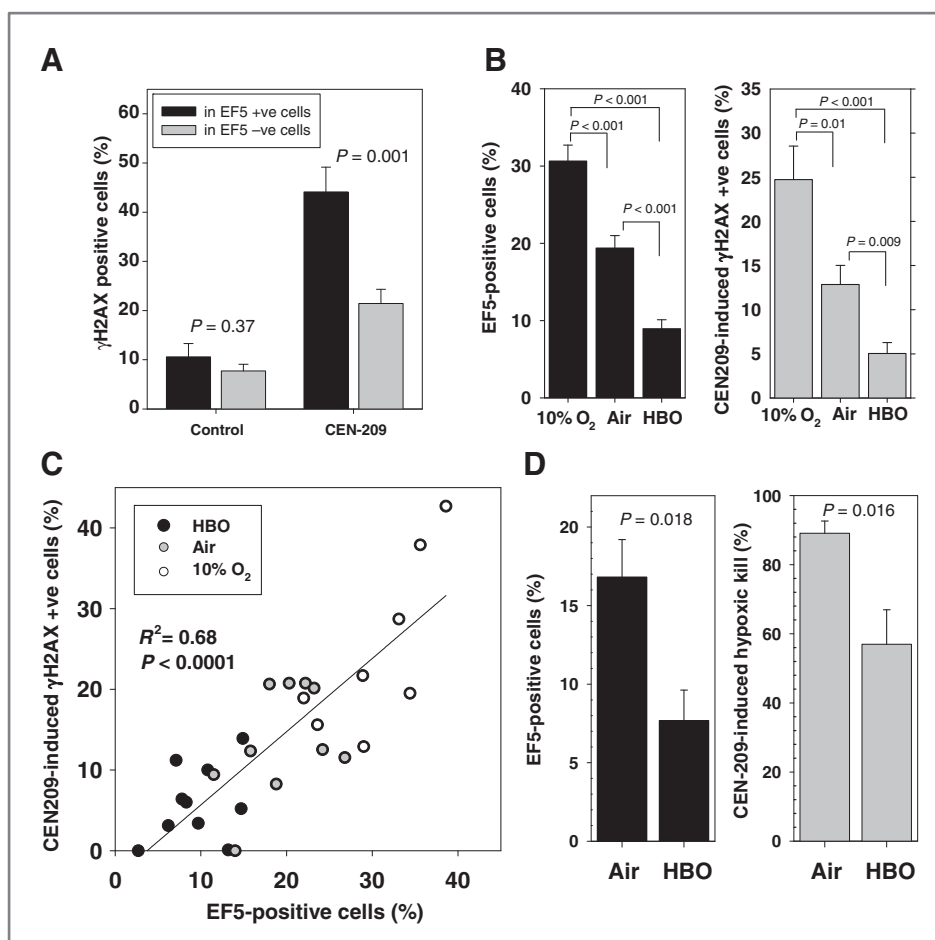 A
γH2AX positive cells (%)
60
50
40
30
20
10
0
in EF5 +ve cells
in EF5 –ve cells
P = 0.001
P = 0.37
Control
CEN-209
B
EF5-positive cells (%)
40
30
20
10
0
P < 0.001
P < 0.001
P < 0.001
10% O2
Air
HBO
CEN209-induced γH2AX +ve cells (%)
35
30
25
20
15
10
5
0
P < 0.001
P = 0.01
P = 0.009
10% O2
Air
HBO
C
CEN209-induced γH2AX +ve cells (%)
40
30
20
10
0
HBO
Air
10% O2
R2= 0.68
P < 0.0001
0
10
20
30
40
EF5-positive cells (%)
D
EF5-positive cells (%)
20
15
10
5
0
P = 0.018
Air
HBO
CEN-209-induced hypoxic kill (%)
100
80
60
40
20
0
P = 0.016
Air
HBO